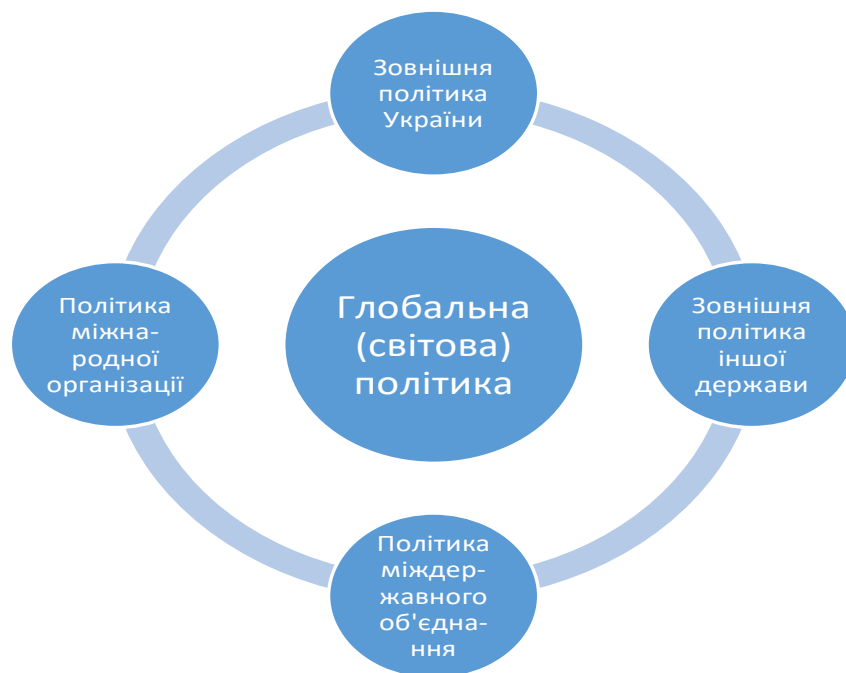 Зовнішня
політика
України
Політика
міжна-
родної
організації
Глобальна
(світова)
політика
Зовнішня
політика
іншої
держави
Політика
міждер-
жавного
об'єдна-
ння